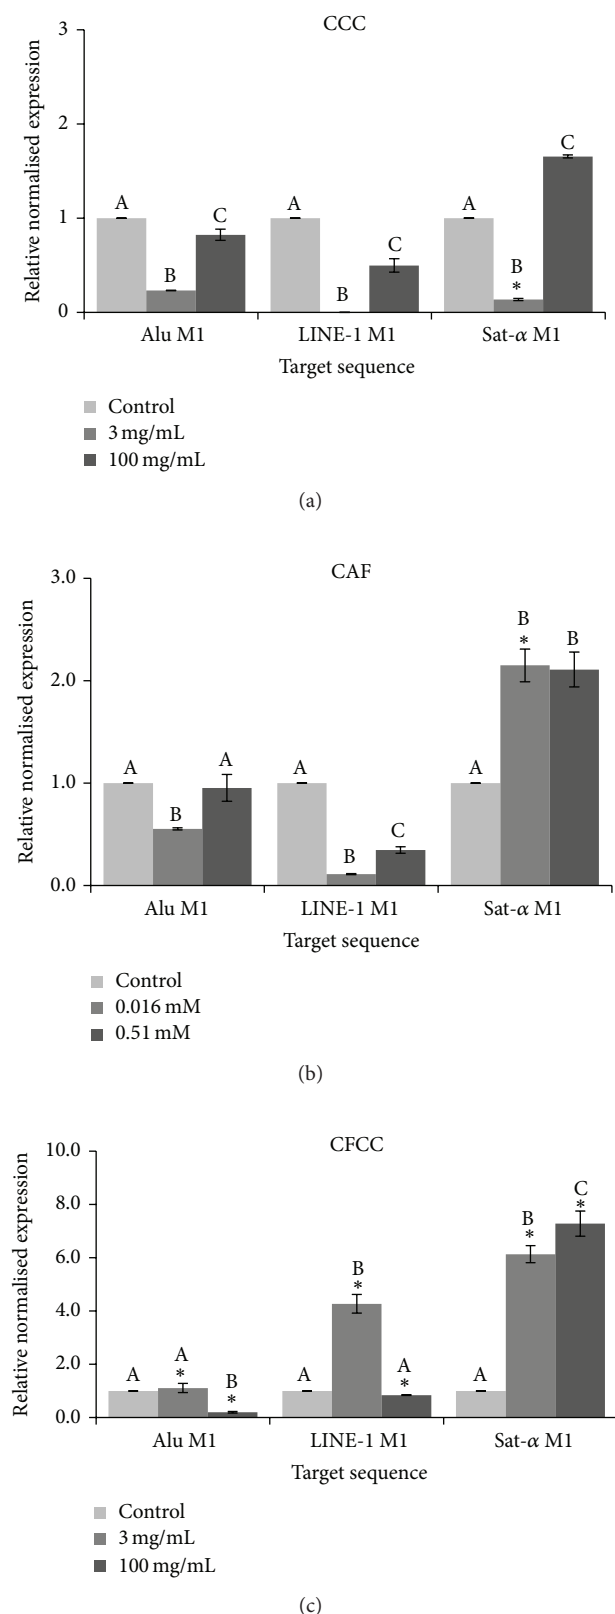 CCC
3
2
1
0
Relative normalised expression
A
B
C
A
B
C
A
B
*
C
Alu M1
LINE-1 M1
Sat-α M1
Target sequence
Control
3 mg/mL
100 mg/mL
(a)
CAF
3.0
2.0
1.0
0.0
Relative normalised expression
A
B
A
A
B
C
A
B
*
B
Alu M1
LINE-1 M1
Sat-α M1
Target sequence
Control
0.016 mM
0.51 mM
(b)
CFCC
10.0
8.0
6.0
4.0
2.0
0.0
Relative normalised expression
A
A
*
B
*
A
B
*
A
*
A
B
*
C
*
Alu M1
LINE-1 M1
Sat-α M1
Target sequence
Control
3 mg/mL
100 mg/mL
(c)